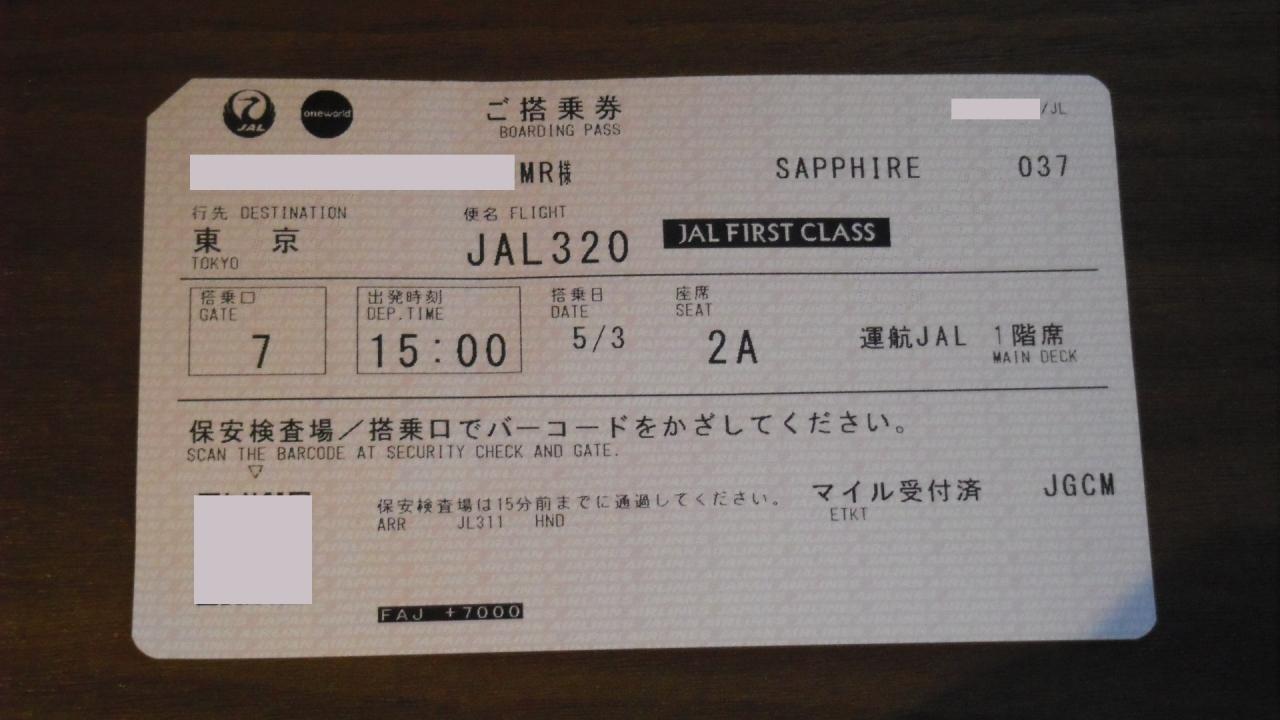 JAL oneworld ご搭乗券 /JL
BOARDING PASS
MR様 SAPPHIRE 037
行先 DESTINATION 便名 FLIGHT
東 京 JAL320 JAL FIRST CLASS
TOKYO
搭乗口 出発時刻 搭乗日 座席
GATE DEP.TIME DATE SEAT
7 15:00 5/3 2A 運航JAL 1階席
MAIN DECK
保安検査場/搭乗口でバーコードをかざしてください。
SCAN THE BARCODE AT SECURITY CHECK AND GATE.
保安検査場は15分前までに通過してください。 マイル受付済 JGCM
ARR JL311 HND ETKT
FAJ +7000